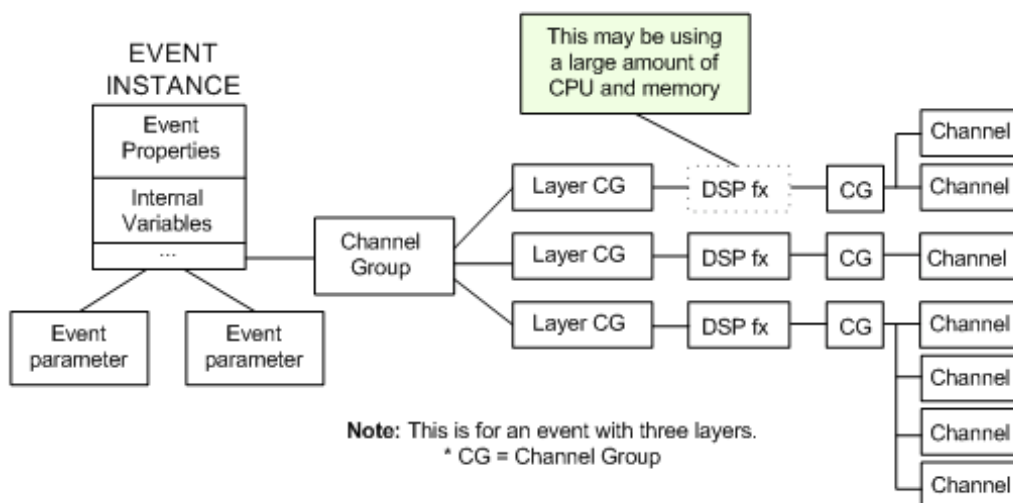 EVENT
INSTANCE
Event
Properties
Internal
Variables
...
Event
parameter
Event
parameter
Channel
Group
This may be using
a large amount of
CPU and memory
Layer CG
DSP fx
CG
Channel
Channel
Layer CG
DSP fx
CG
Channel
Layer CG
DSP fx
CG
Channel
Channel
Channel
Channel
Note: This is for an event with three layers.
* CG = Channel Group